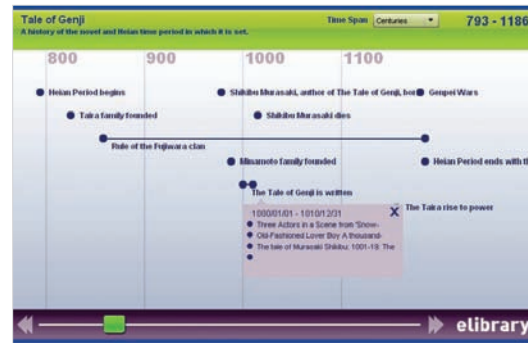 Tale of Genji
Time Span Centuries 793 - 1186
A history of the novel and Heian time period in which it is set.
800 900 1000 1100
Heian Period begins
Shikibu Murasaki, author of The Tale of Genji, bor
Genpei Wars
Taira family founded
Shikibu Murasaki dies
Rule of the Fujiwara clan
Minamoto family founded
Heian Period ends with th
The Tale of Genji is written
The Taira rise to power
1000/01/01 - 1010/12/31 X
Three Actors in a Scene from 'Snow-
Old-Fashioned Lover Boy A thousand-
The tale of Murasaki Shikibu: 1001-19: The
elibrary